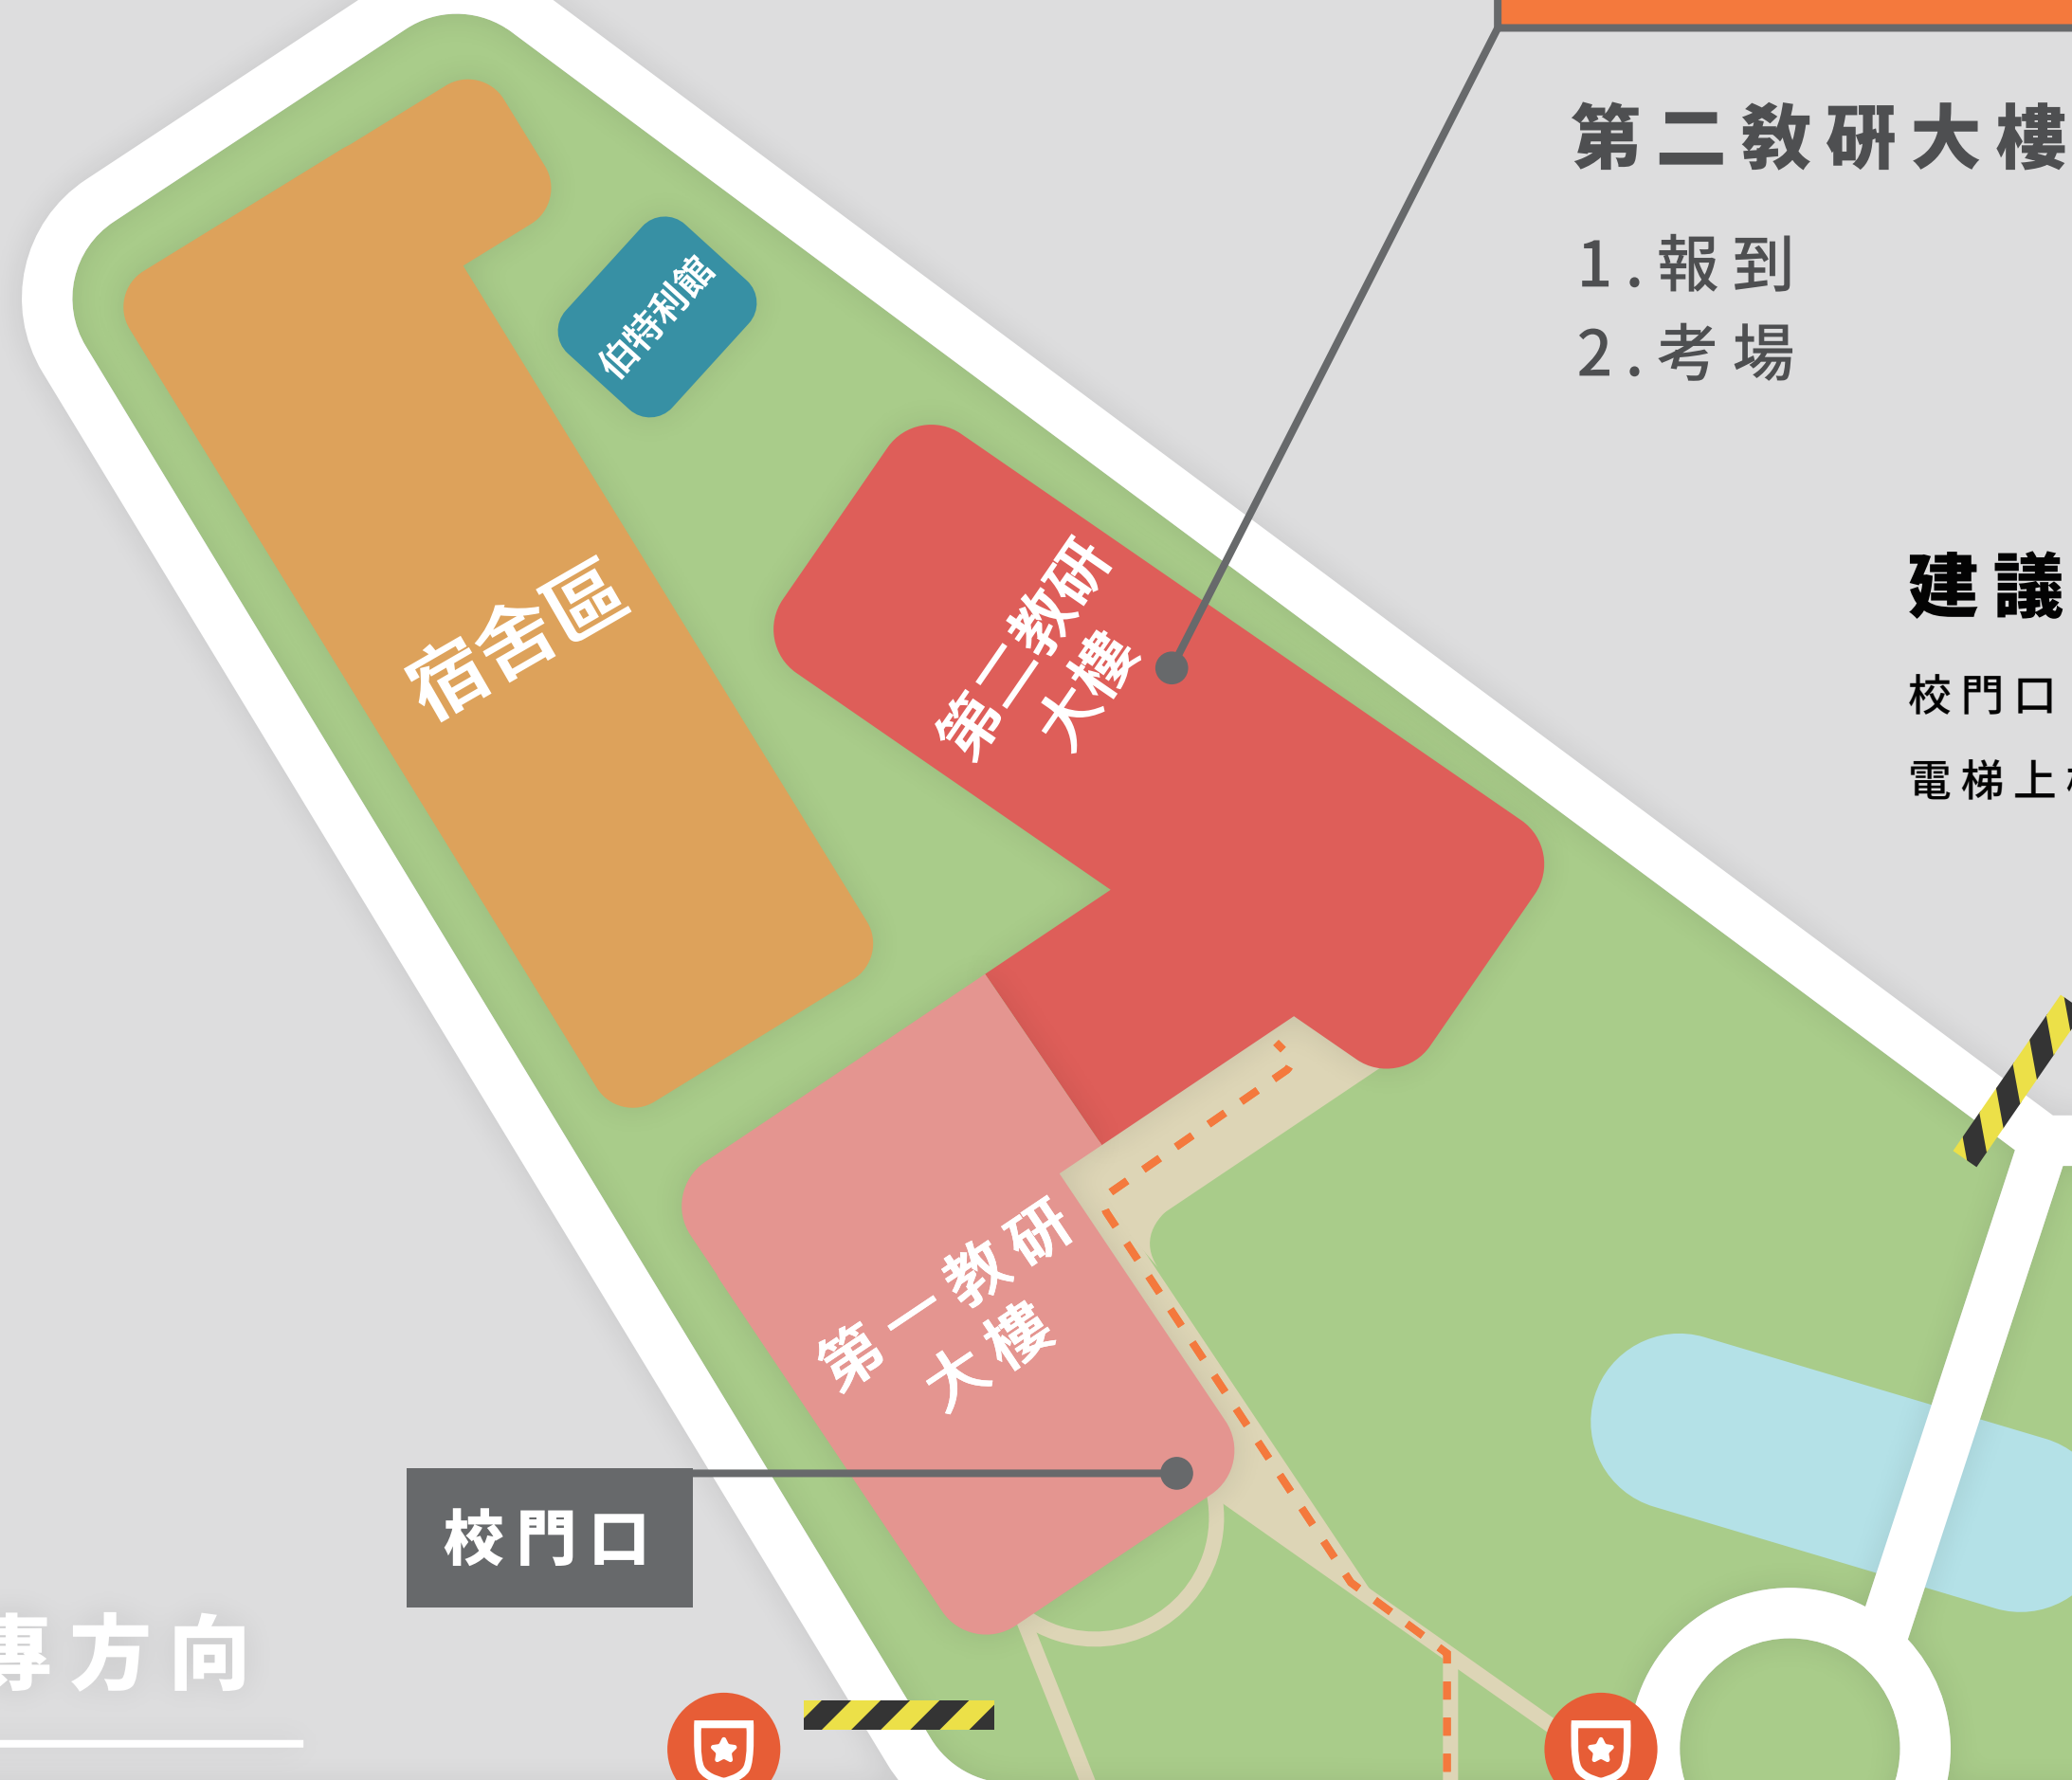 第二教研大樓
1.報到
2.考場
伯特利館
宿舍區
第二教研
大樓
建議
校門口
電梯上
第一教研
大樓
校門口
專方向